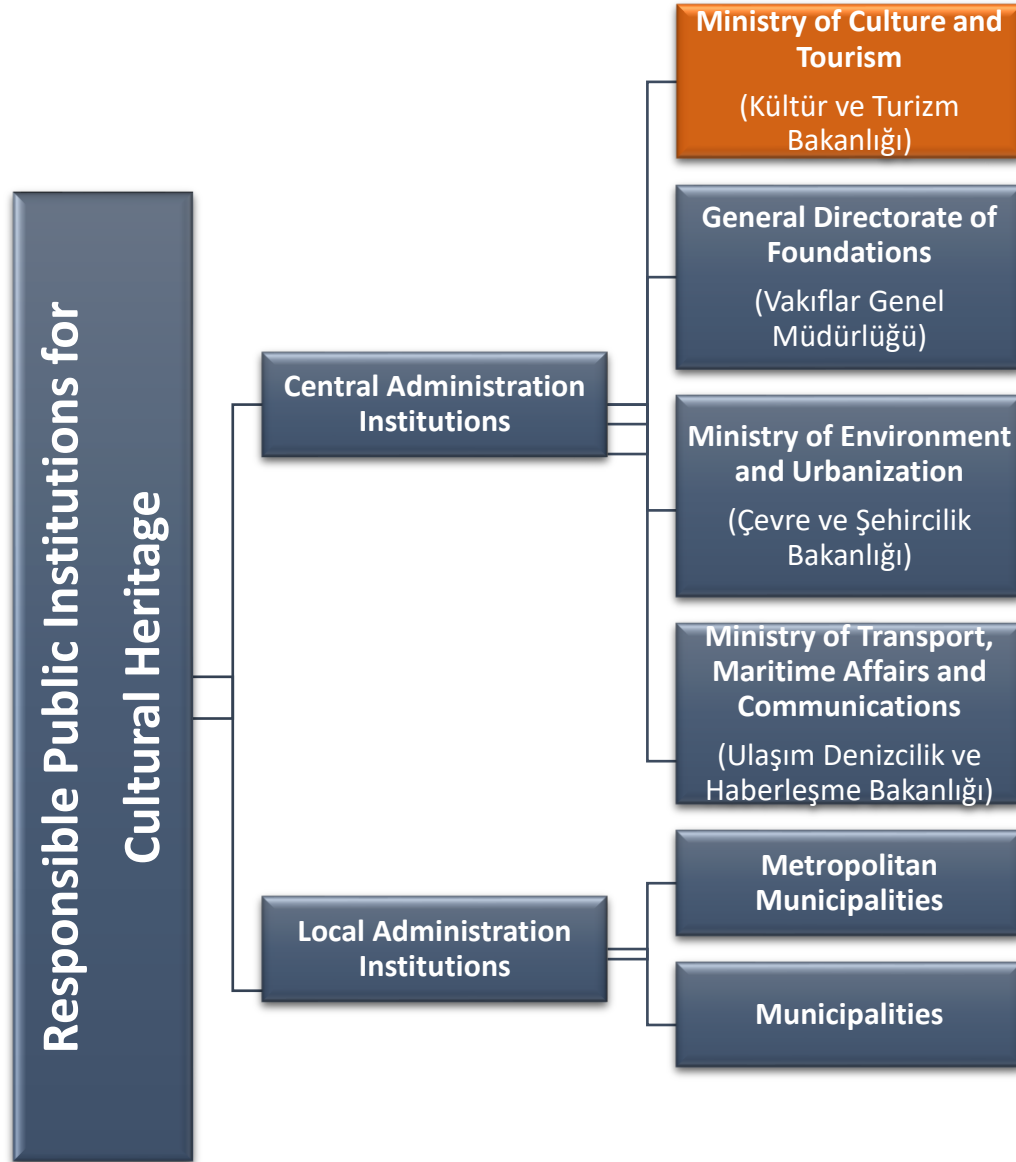 Responsible Public Institutions for
Cultural Heritage
Central Administration
Institutions
Ministry of Culture and
Tourism
(Kültür ve Turizm
Bakanlığı)
General Directorate of
Foundations
(Vakıflar Genel
Müdürlüğü)
Ministry of Environment
and Urbanization
(Çevre ve Şehircilik
Bakanlığı)
Ministry of Transport,
Maritime Affairs and
Communications
(Ulaşım Denizcilik ve
Haberleşme Bakanlığı)
Local Administration
Institutions
Metropolitan
Municipalities
Municipalities